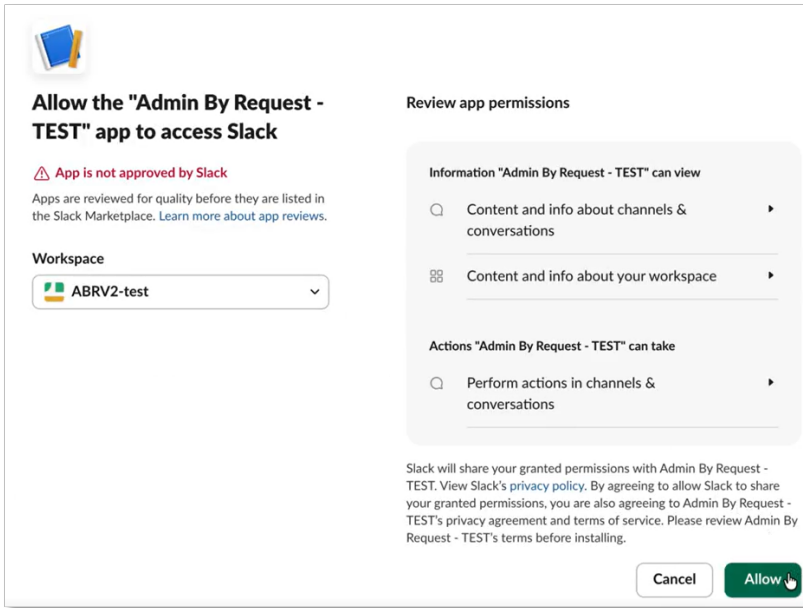 Allow the "Admin By Request -
TEST" app to access Slack
App is not approved by Slack
Apps are reviewed for quality before they are listed in
the Slack Marketplace. Learn more about app reviews.
Workspace
ABRV2-test
Review app permissions
Information "Admin By Request - TEST" can view
Content and info about channels &
conversations
Content and info about your workspace
Actions "Admin By Request - TEST" can take
Perform actions in channels &
conversations
Slack will share your granted permissions with Admin By Request -
TEST. View Slack's privacy policy. By agreeing to allow Slack to share
your granted permissions, you are also agreeing to Admin By Request -
TEST's privacy agreement and terms of service. Please review Admin By
Request - TEST's terms before installing.
Cancel
Allow